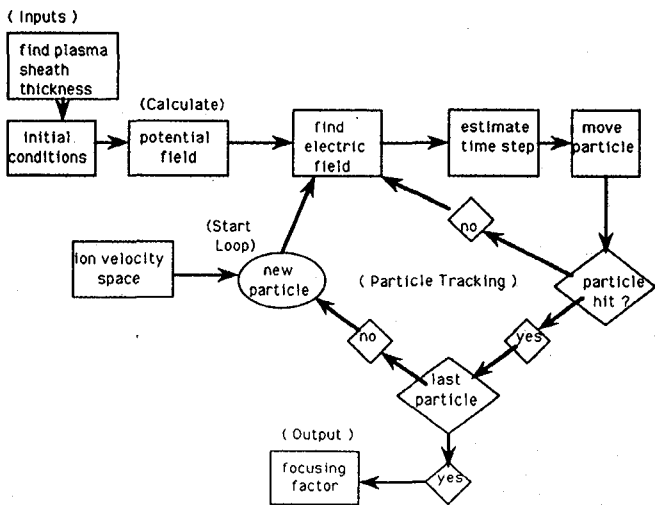 (Inputs)
find plasma
sheath
thickness
initial
conditions
(Calculate)
potential
field
find
electric
field
estimate
time step
move
particle
no
(Start
Loop)
ion velocity
space
new
particle
(Particle Tracking)
particle
hit ?
yes
no
last
particle
(Output)
focusing
factor
yes